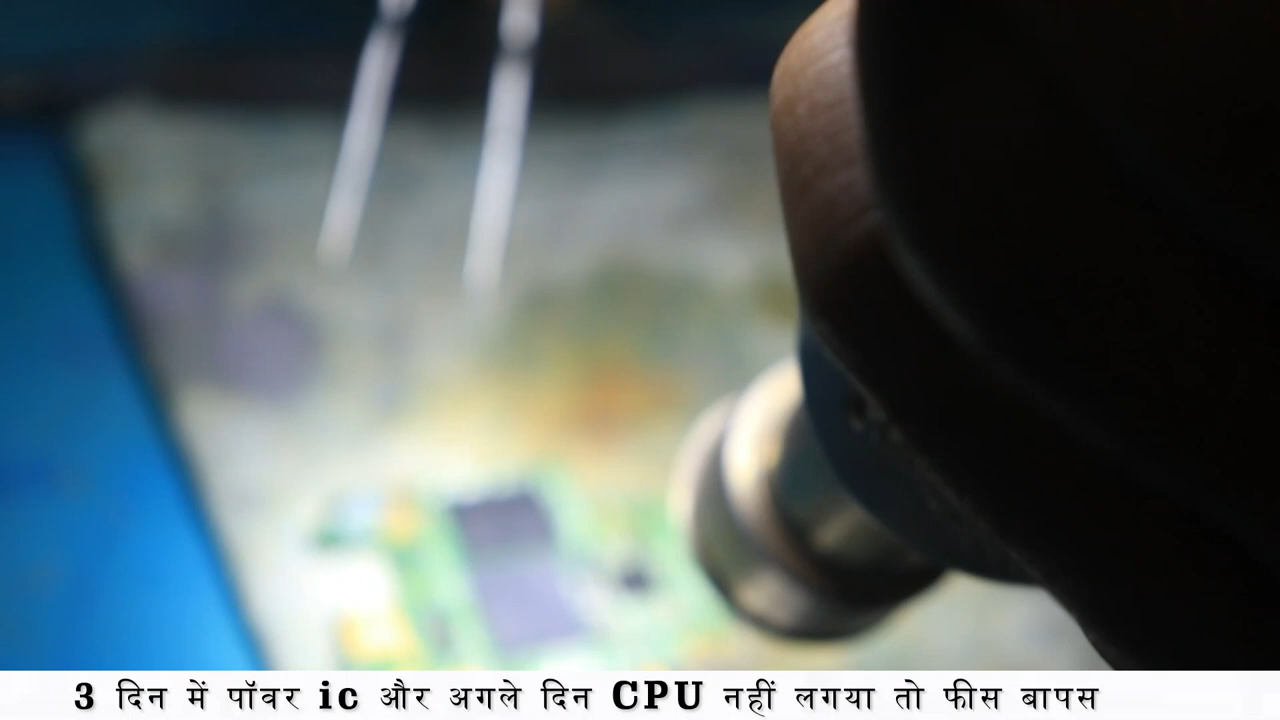 3 दिन में पॉवर ic और अगले दिन CPU नहीं लगया तो फीस बापस